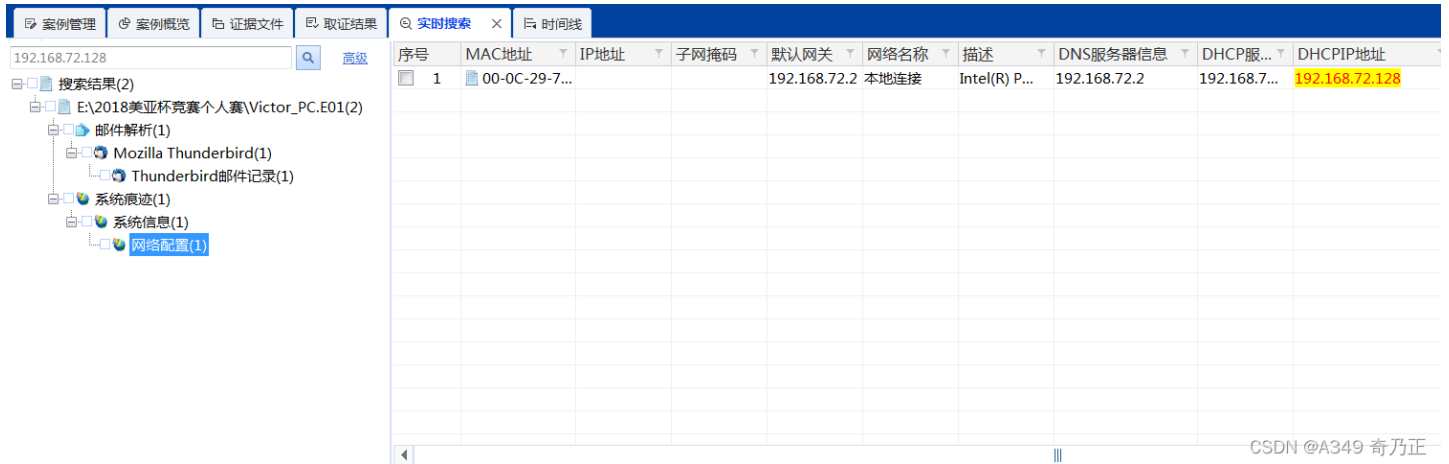 案例管理 案例概览 证据文件 取证结果 实时搜索 时间线
192.168.72.128 高级
搜索结果(2)
E:\2018美亚杯竞赛个人赛\Victor_PC.E01(2)
邮件解析(1)
Mozilla Thunderbird(1)
Thunderbird邮件记录(1)
系统痕迹(1)
系统信息(1)
网络配置(1)
序号 MAC地址 IP地址 子网掩码 默认网关 网络名称 描述 DNS服务器信息 DHCP服... DHCPIP地址
1 00-0C-29-7... 192.168.72.2 本地连接 Intel(R) P... 192.168.72.2 192.168.7... 192.168.72.128
CSDN @A349 奇乃正